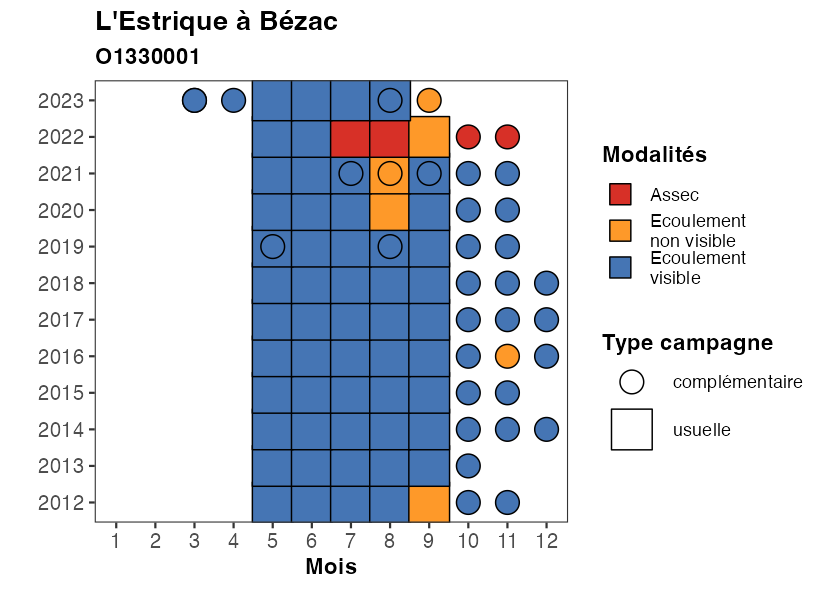 L'Estrique à Bézac
O1330001
2023
2022
2021
2020
2019
2018
2017
2016
2015
2014
2013
2012
1 2 3 4 5 6 7 8 9 10 11 12
Mois
Modalités
Assec
Ecoulement
non visible
Ecoulement
visible
Type campagne
complémentaire
usuelle